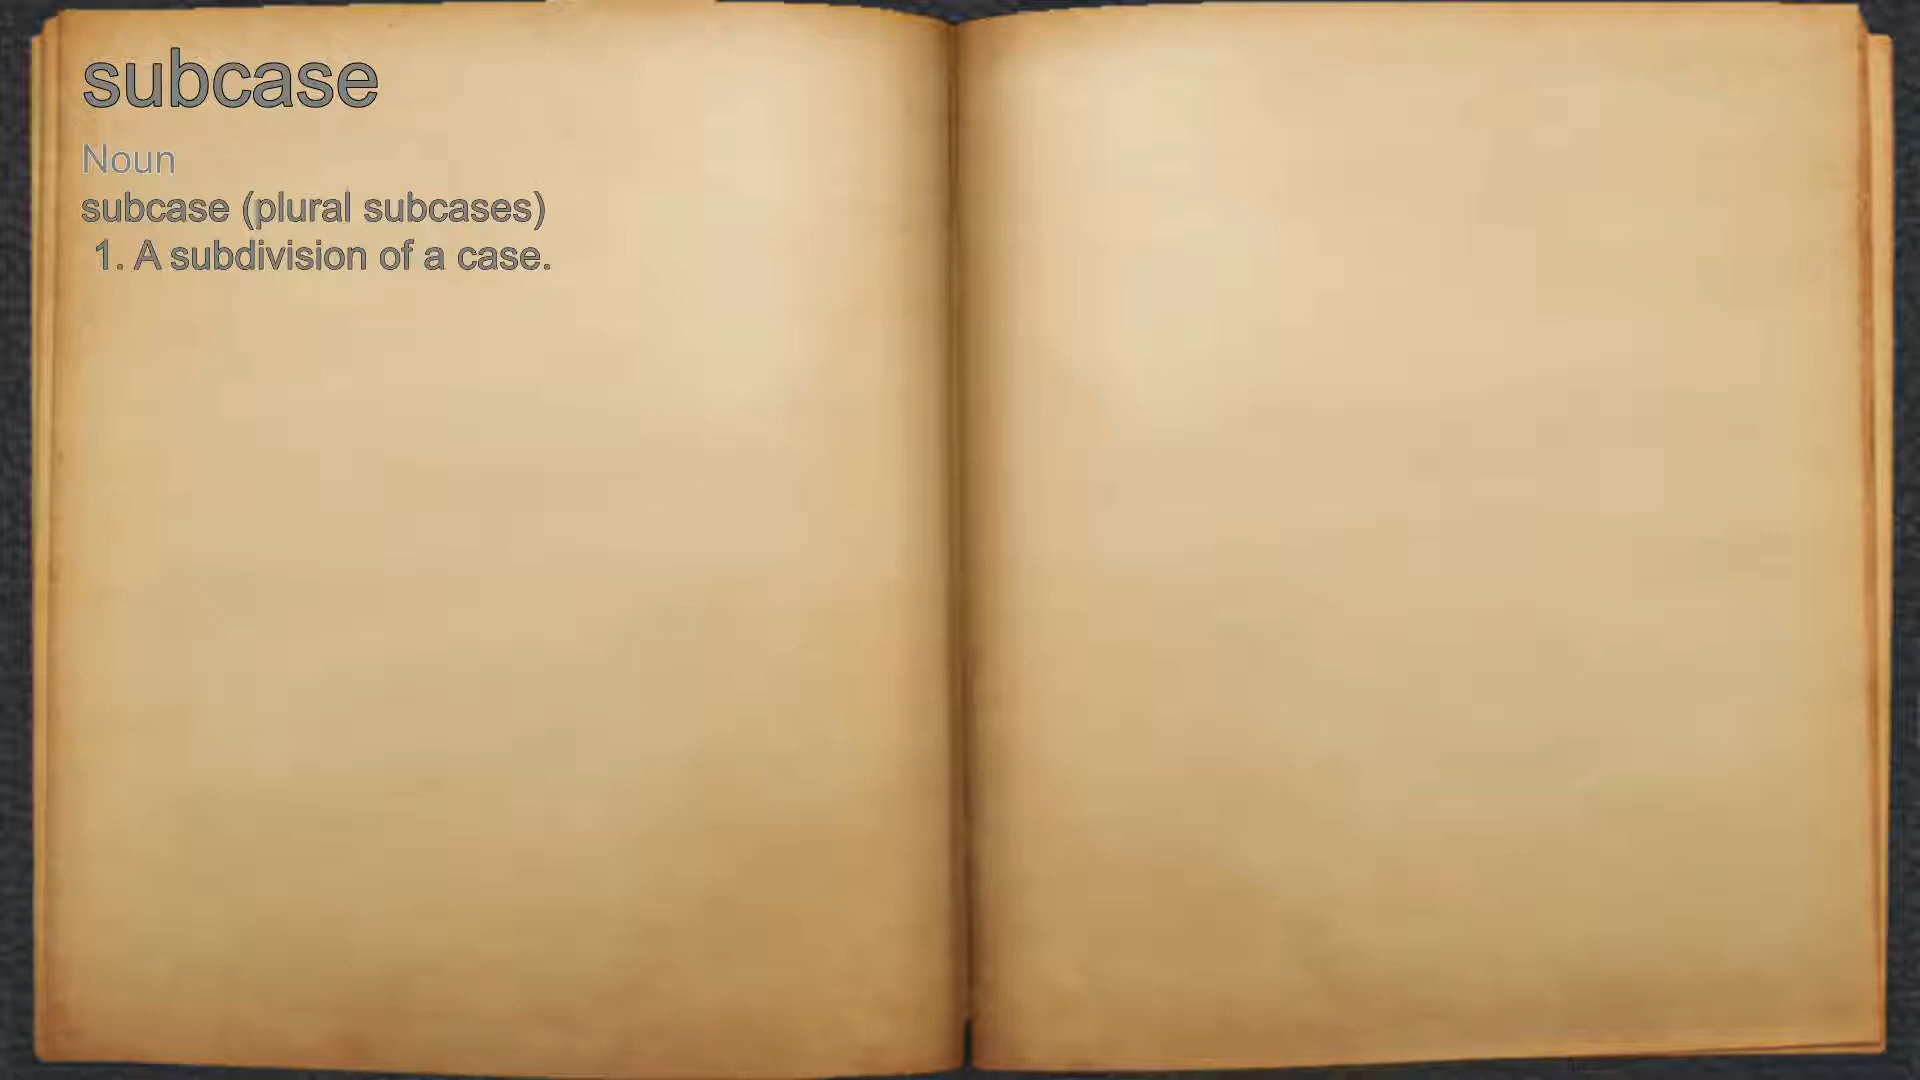 subcase
Noun
subcase (plural subcases)
1. A subdivision of a case.